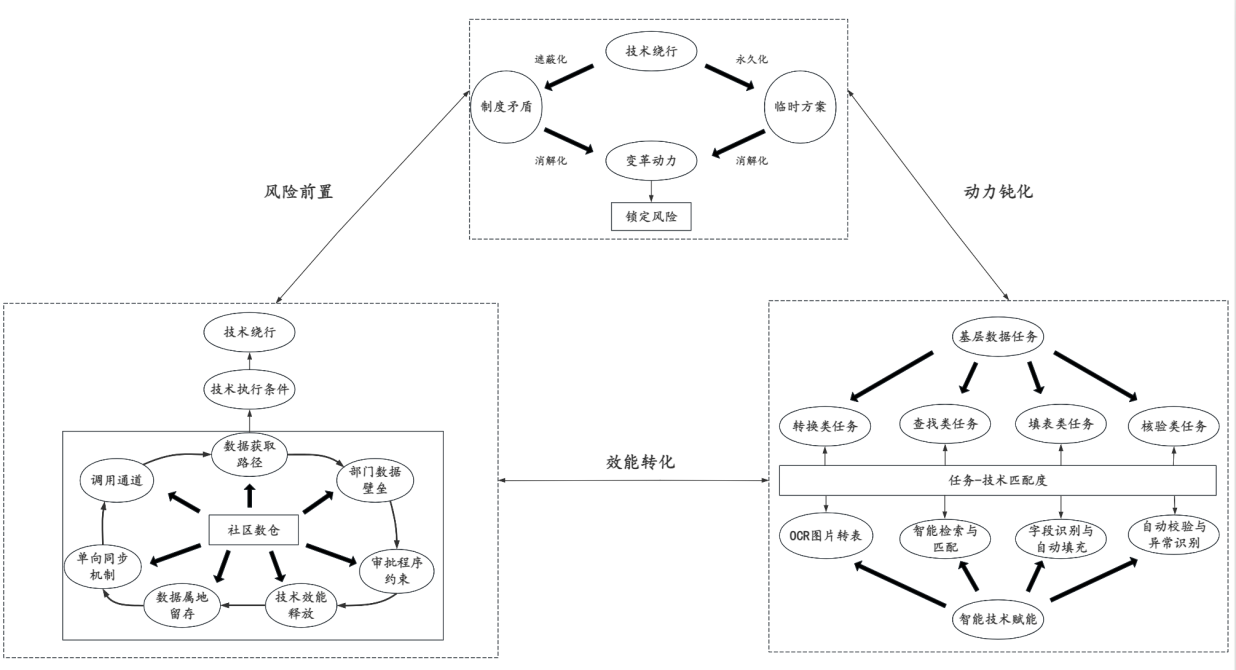 技术绕行
遮蔽化
永久化
制度矛盾
临时方案
消解化
变革动力
消解化
锁定风险
风险前置
动力钝化
技术绕行
技术执行条件
数据获取
路径
调用通道
部门数据
壁垒
社区数仓
单向同步
机制
审批程序
约束
数据属地
留存
技术效能
释放
效能转化
基层数据任务
转换类任务
查找类任务
填表类任务
核验类任务
任务-技术匹配度
OCR图片转表
智能检索与
匹配
字段识别与
自动填充
自动校验与
异常识别
智能技术赋能